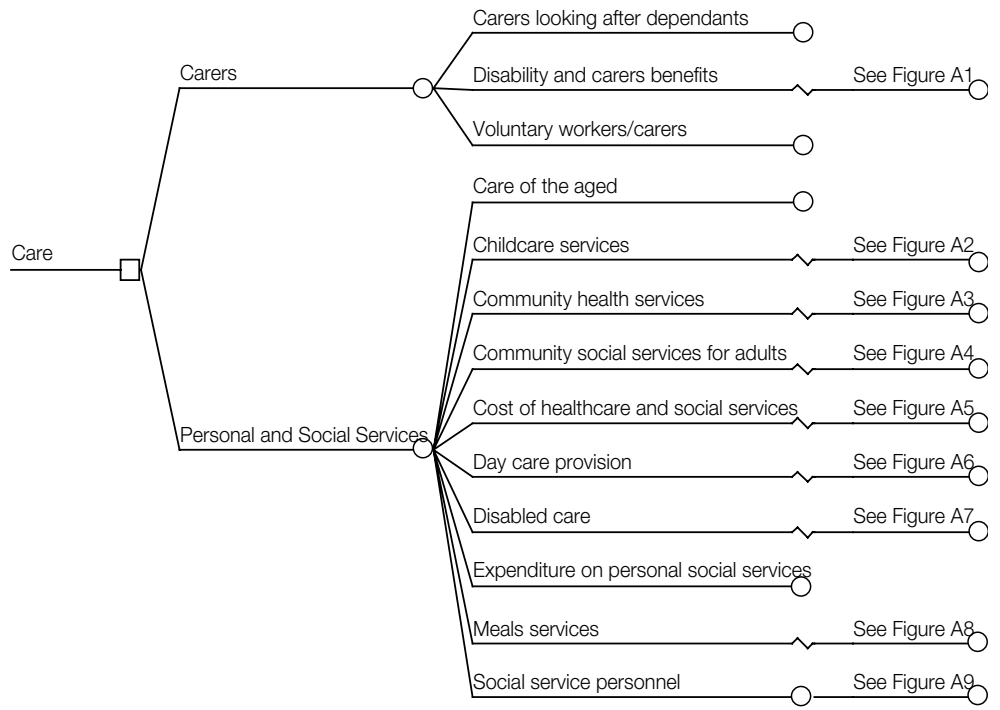 Carers looking after dependants
Carers
Disability and carers benefits See Figure A1
Voluntary workers/carers
Care of the aged
Care
Childcare services See Figure A2
Community health services See Figure A3
Community social services for adults See Figure A4
Cost of healthcare and social services See Figure A5
Personal and Social Services
Day care provision See Figure A6
Disabled care See Figure A7
Expenditure on personal social services
Meals services See Figure A8
Social service personnel See Figure A9